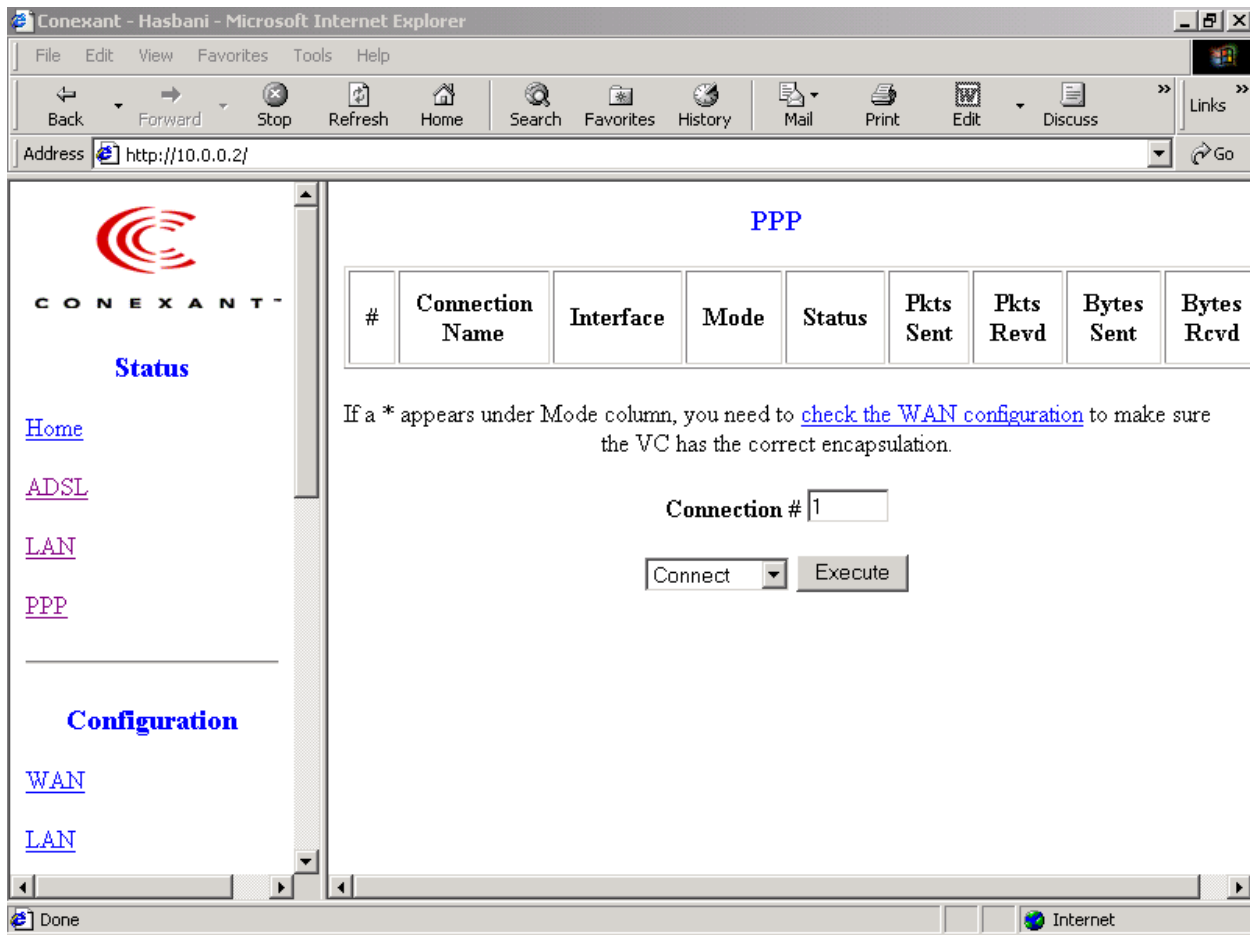 Conexant - Hasbani - Microsoft Internet Explorer
File Edit View Favorites Tools Help
Back Forward Stop Refresh Home Search Favorites History Mail Print Edit Discuss » Links »
Address http://10.0.0.2/ Go
CONEXANT™
Status
Home
ADSL
LAN
PPP
Configuration
WAN
LAN
PPP
# Connection Name Interface Mode Status Pkts Sent Pkts Revd Bytes Sent Bytes Rcvd
If a * appears under Mode column, you need to check the WAN configuration to make sure
the VC has the correct encapsulation.
Connection # 1
Connect Execute
Done Internet